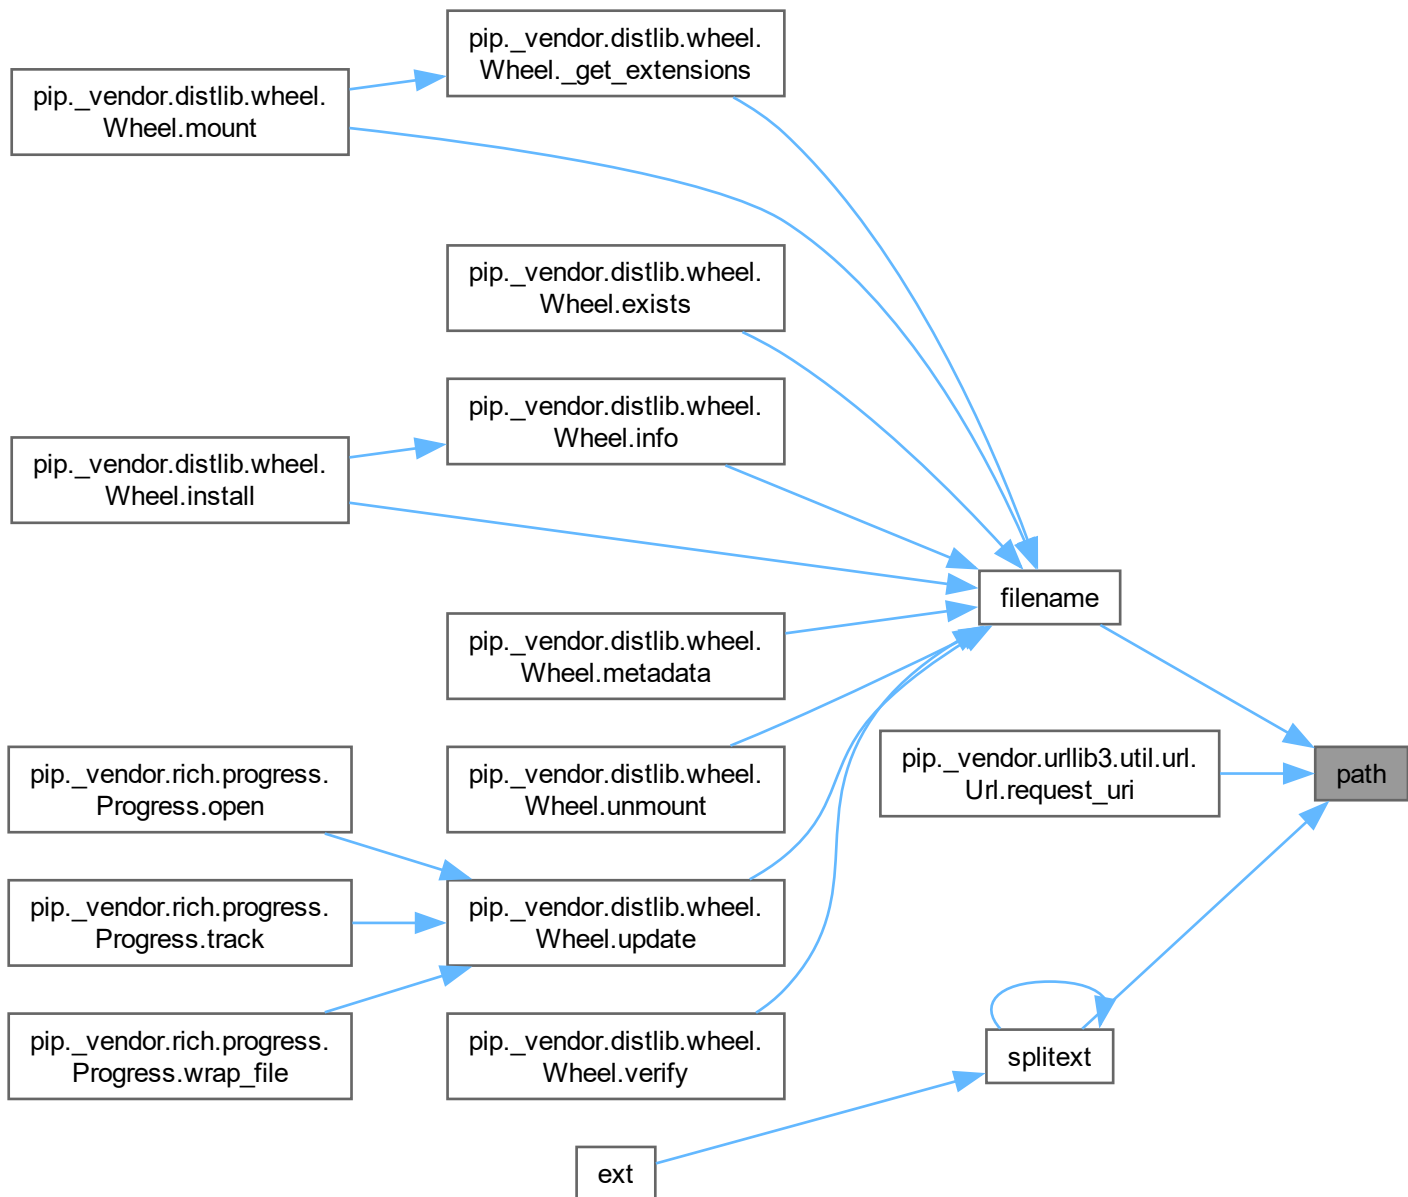 pip._vendor.distlib.wheel.
Wheel._get_extensions
pip._vendor.distlib.wheel.
Wheel.mount
pip._vendor.distlib.wheel.
Wheel.exists
pip._vendor.distlib.wheel.
Wheel.info
pip._vendor.distlib.wheel.
Wheel.install
filename
pip._vendor.distlib.wheel.
Wheel.metadata
pip._vendor.urllib3.util.url.
Url.request_uri
path
pip._vendor.rich.progress.
Progress.open
pip._vendor.distlib.wheel.
Wheel.unmount
pip._vendor.rich.progress.
Progress.track
pip._vendor.distlib.wheel.
Wheel.update
pip._vendor.rich.progress.
Progress.wrap_file
pip._vendor.distlib.wheel.
Wheel.verify
splitext
ext